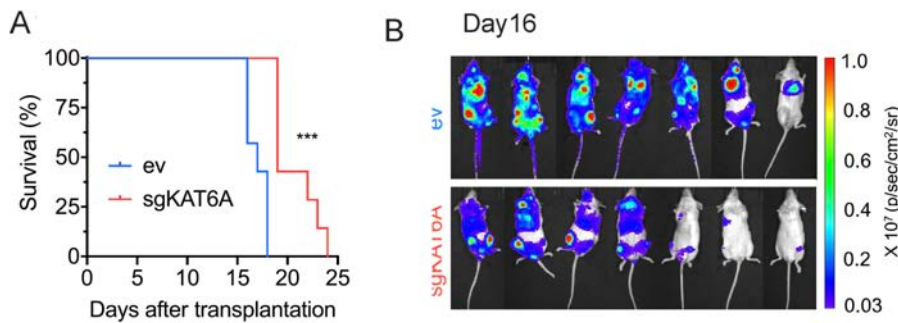 A
Survival (%)
100
75
50
25
0
ev
sgKAT6A
***
0 5 10 15 20 25
Days after transplantation
B
Day16
ev
sgKAT6A
1.0
0.8
0.6
0.4
0.2
0.03
X 10⁷ (p/sec/cm²/sr)